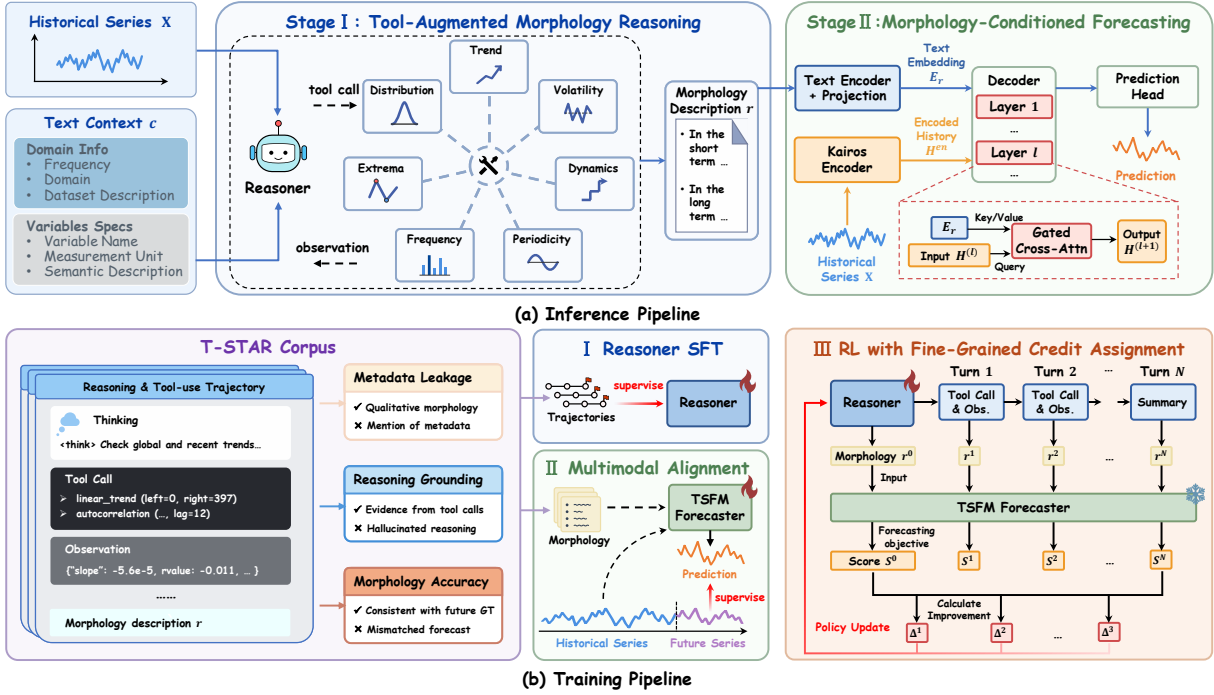 Historical Series X
Text Context c
Domain Info
• Frequency
• Domain
• Dataset Description
Variables Specs
• Variable Name
• Measurement Unit
• Semantic Description
Stage Ⅰ: Tool-Augmented Morphology Reasoning
tool call
Reasoner
observation
Trend
Distribution
Volatility
Extrema
Dynamics
Frequency
Periodicity
Morphology
Description r
• In the
short
term ...
• In the
long
term ...
Stage Ⅱ:Morphology-Conditioned Forecasting
Text Encoder
+ Projection
Text
Embedding
E_r
Decoder
Layer 1
...
Layer l
...
Prediction
Head
Prediction
Kairos
Encoder
Encoded
History
H^{en}
Historical
Series X
E_r
Key/Value
Input H^{(l)}
Query
Gated
Cross-Attn
Output
H^{(l+1)}
(a) Inference Pipeline
T-STAR Corpus
Reasoning & Tool-use Trajectory
Thinking
<think> Check global and recent trends...
Tool Call
➢ linear_trend (left=0, right=397)
➢ autocorrelation (..., lag=12)
Observation
{"slope": -5.6e-5, rvalue: -0.011, ... }
......
Morphology description r
Metadata Leakage
✓ Qualitative morphology
✗ Mention of metadata
Reasoning Grounding
✓ Evidence from tool calls
✗ Hallucinated reasoning
Morphology Accuracy
✓ Consistent with future GT
✗ Mismatched forecast
Ⅰ Reasoner SFT
Trajectories
supervise
Reasoner
Ⅱ Multimodal Alignment
Morphology
TSFM
Forecaster
Prediction
supervise
Historical Series
Future Series
Ⅲ RL with Fine-Grained Credit Assignment
Turn 1
Turn 2
...
Turn N
Reasoner
Tool Call
& Obs.
Tool Call
& Obs.
...
Summary
Morphology r^0
r^1
r^2
...
r^N
Input
TSFM Forecaster
Forecasting
objective
Score S^0
S^1
S^2
...
S^N
Calculate
Improvement
Policy Update
Δ^1
Δ^2
...
Δ^3
(b) Training Pipeline